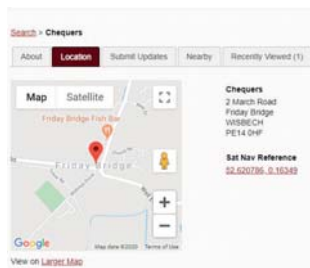 Search > Chequers
About
Location
Submit Updates
Nearby
Recently Viewed (1)
Map
Satellite
Friday Bridge Fish Bar
Friday Bridge
Google
Map data ©2020
Terms of Use
View on Larger Map
Chequers
2 March Road
Friday Bridge
WISBECH
PE14 0HF
Sat Nav Reference
52.620786, 0.16349